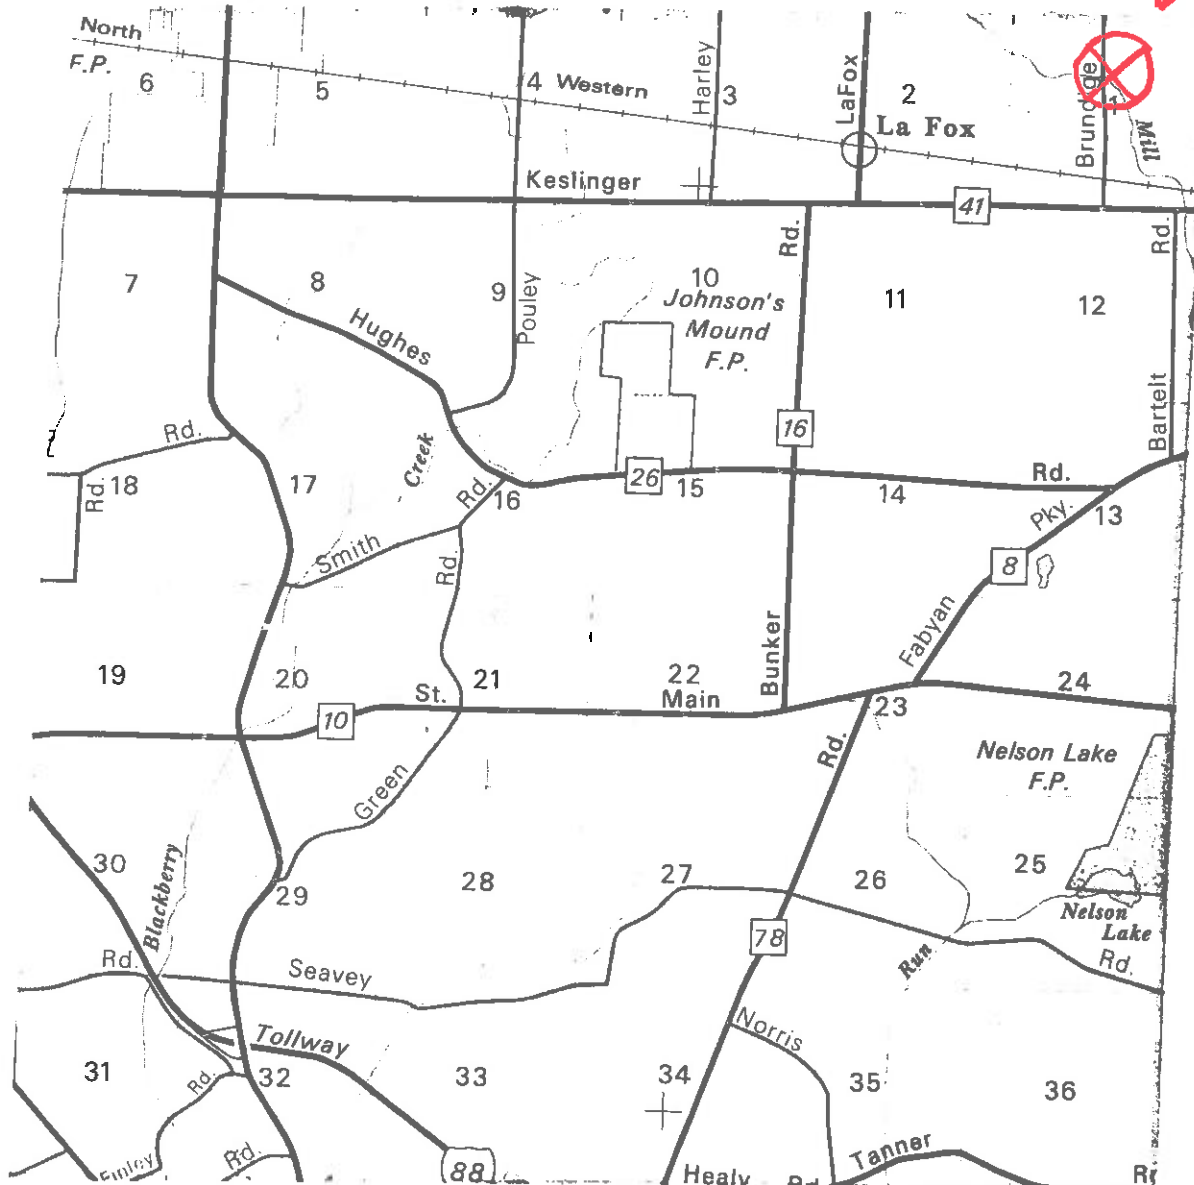 North
F.P.
6
5
4
Western
Harley
3
LaFox
2
La Fox
Brundige
1
Mill
Keslinger
41
7
8
9
Pouley
10
Johnson's
Mound
F.P.
Rd.
11
12
Rd.
Hughes
Bartelt
16
Rd.
Creek
18
Rd
17
Rd.
16
26
15
14
Rd.
Pky.
13
Smith
Rd.
8
Fabyan
Bunker
19
20
21
22
St.
Main
10
23
24
Rd.
Nelson Lake
F.P.
Green
30
Blackberry
29
28
27
26
25
Nelson
Lake
78
Run
Rd.
Rd.
Seavey
Norris
Tollway
31
Rd.
32
33
34
35
36
Finley
Rd.
88
Healy
Rd
Tanner